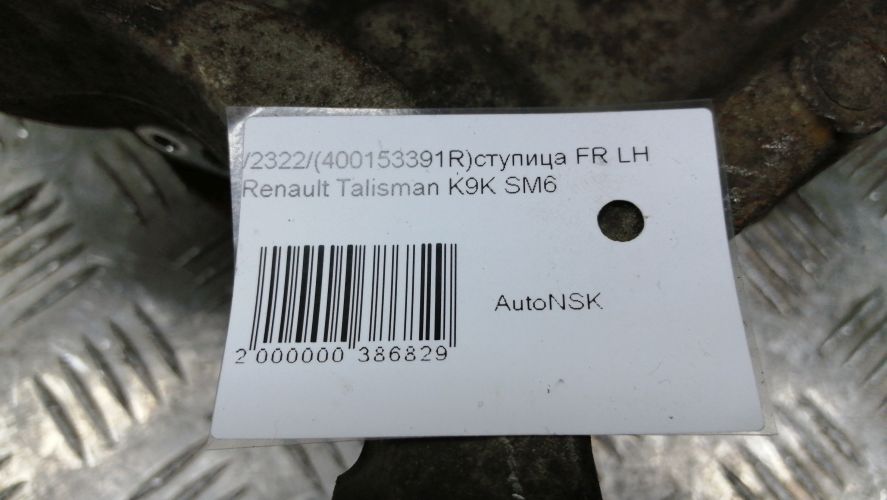 /2322/(400153391R)ступица FR LH
Renault Talisman K9K SM6
AutoNSK
2 000000 386829